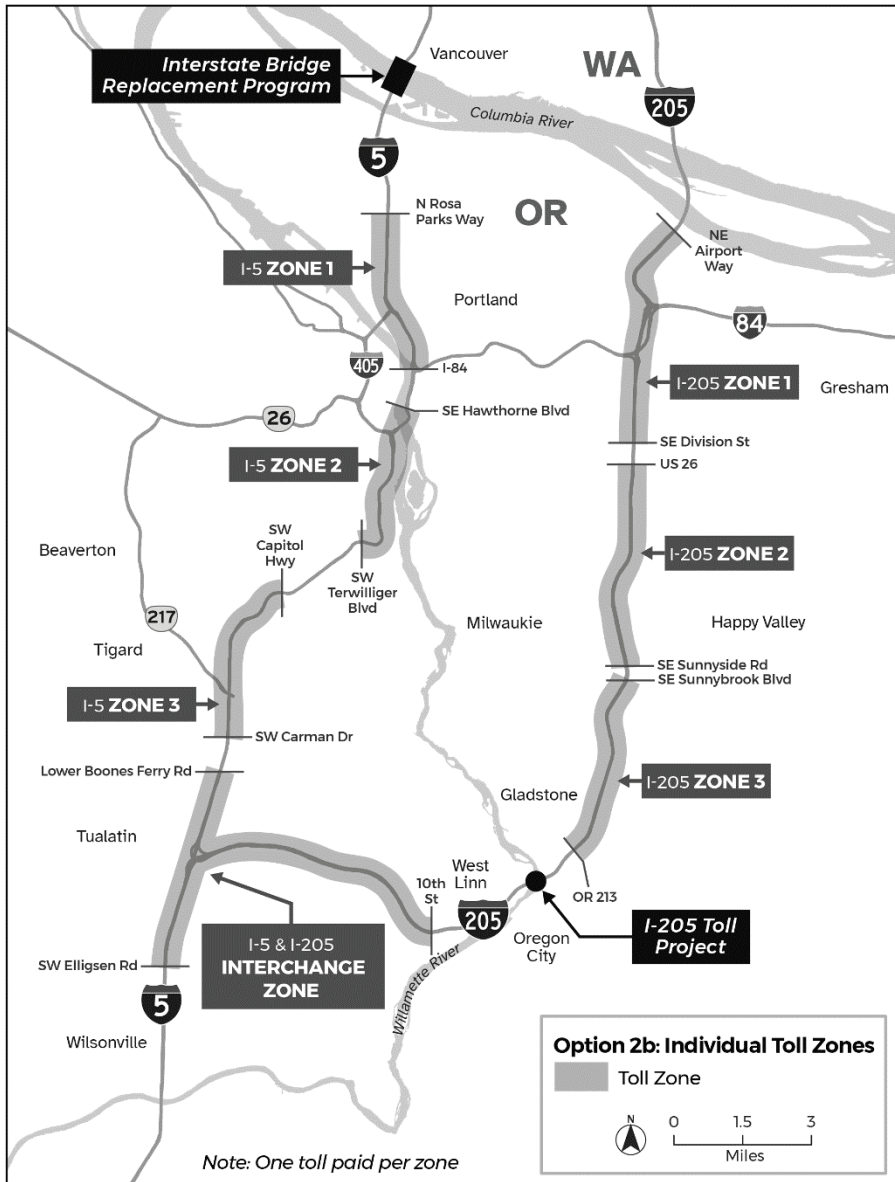 Interstate Bridge
Replacement Program
Vancouver
WA
205
Columbia River
5
N Rosa
Parks Way
OR
NE
Airport
Way
I-5 ZONE 1
Portland
84
405
I-84
I-205 ZONE 1
Gresham
SE Hawthorne Blvd
26
SE Division St
US 26
I-5 ZONE 2
SW
Capitol
Hwy
Beaverton
SW
Terwilliger
Blvd
I-205 ZONE 2
217
Milwaukie
Happy Valley
Tigard
SE Sunnyside Rd
SE Sunnybrook Blvd
I-5 ZONE 3
SW Carman Dr
Lower Boones Ferry Rd
I-205 ZONE 3
Gladstone
Tualatin
West
Linn
10th
St
OR 213
205
I-205 Toll
Project
Oregon
City
I-5 & I-205
INTERCHANGE
ZONE
SW Elligsen Rd
Willamette River
5
Wilsonville
Option 2b: Individual Toll Zones
Toll Zone
N
0 1.5 3
Miles
Note: One toll paid per zone